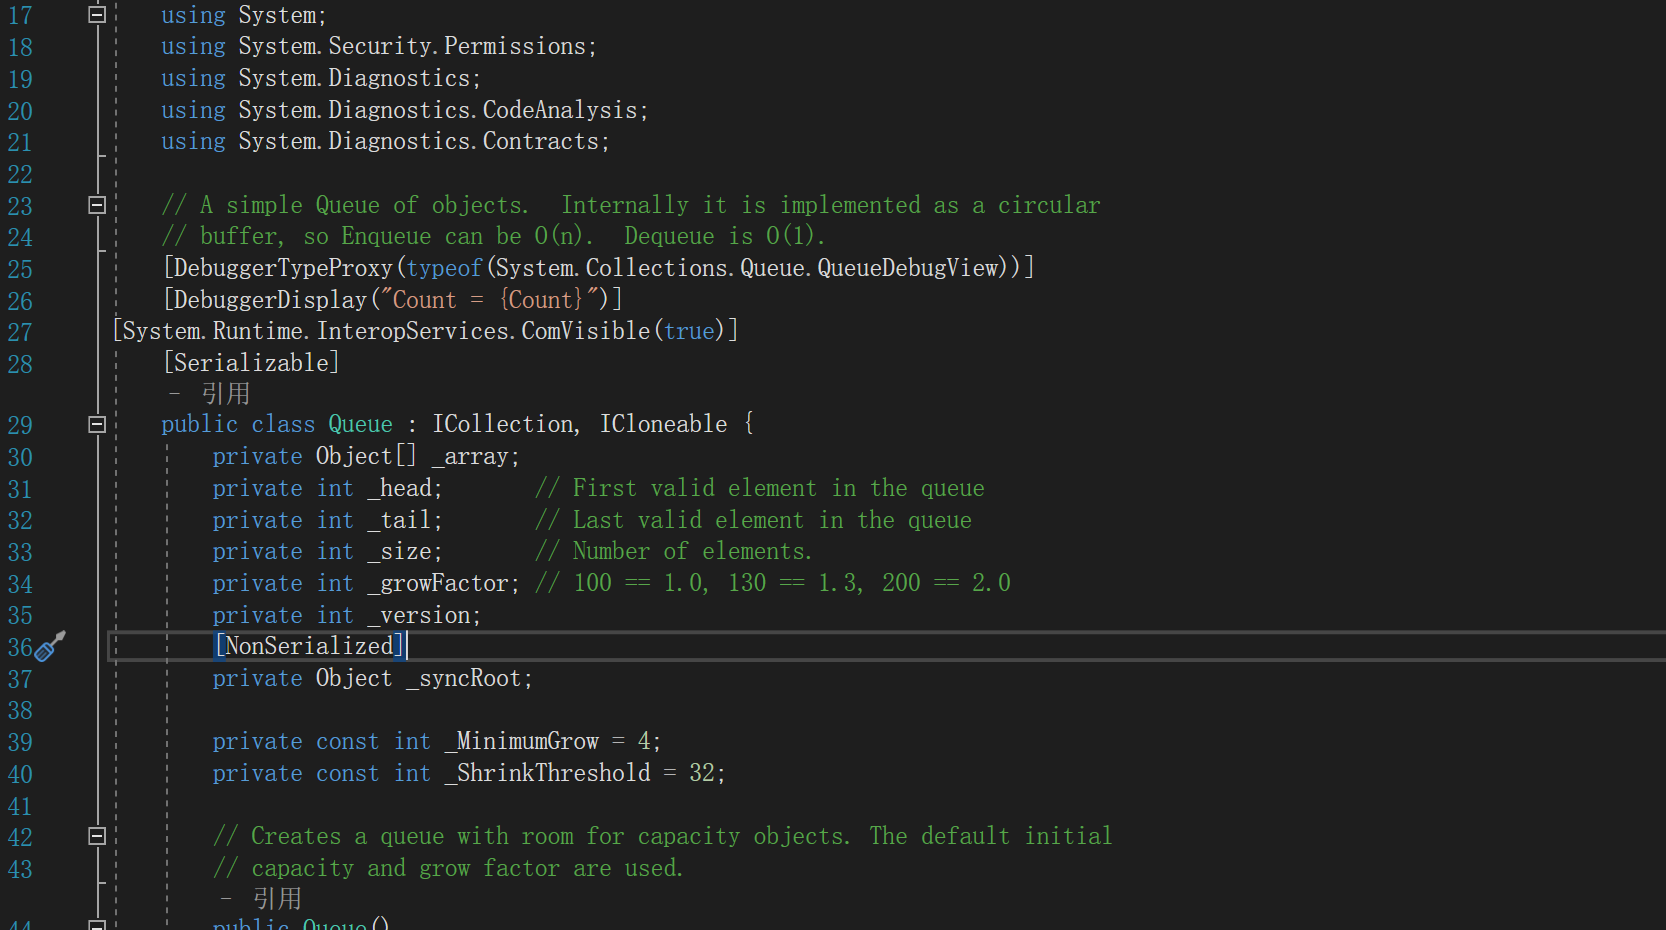 17 using System;
18 using System.Security.Permissions;
19 using System.Diagnostics;
20 using System.Diagnostics.CodeAnalysis;
21 using System.Diagnostics.Contracts;
22
23 // A simple Queue of objects.  Internally it is implemented as a circular
24 // buffer, so Enqueue can be O(n).  Dequeue is O(1).
25 [DebuggerTypeProxy(typeof(System.Collections.Queue.QueueDebugView))]
26 [DebuggerDisplay("Count = {Count}")]
27 [System.Runtime.InteropServices.ComVisible(true)]
28 [Serializable]
- 引用
29 public class Queue : ICollection, ICloneable {
30 private Object[] _array;
31 private int _head;       // First valid element in the queue
32 private int _tail;       // Last valid element in the queue
33 private int _size;       // Number of elements.
34 private int _growFactor; // 100 == 1.0, 130 == 1.3, 200 == 2.0
35 private int _version;
36 [NonSerialized]
37 private Object _syncRoot;
38
39 private const int _MinimumGrow = 4;
40 private const int _ShrinkThreshold = 32;
41
42 // Creates a queue with room for capacity objects. The default initial
43 // capacity and grow factor are used.
- 引用
44 public Queue()